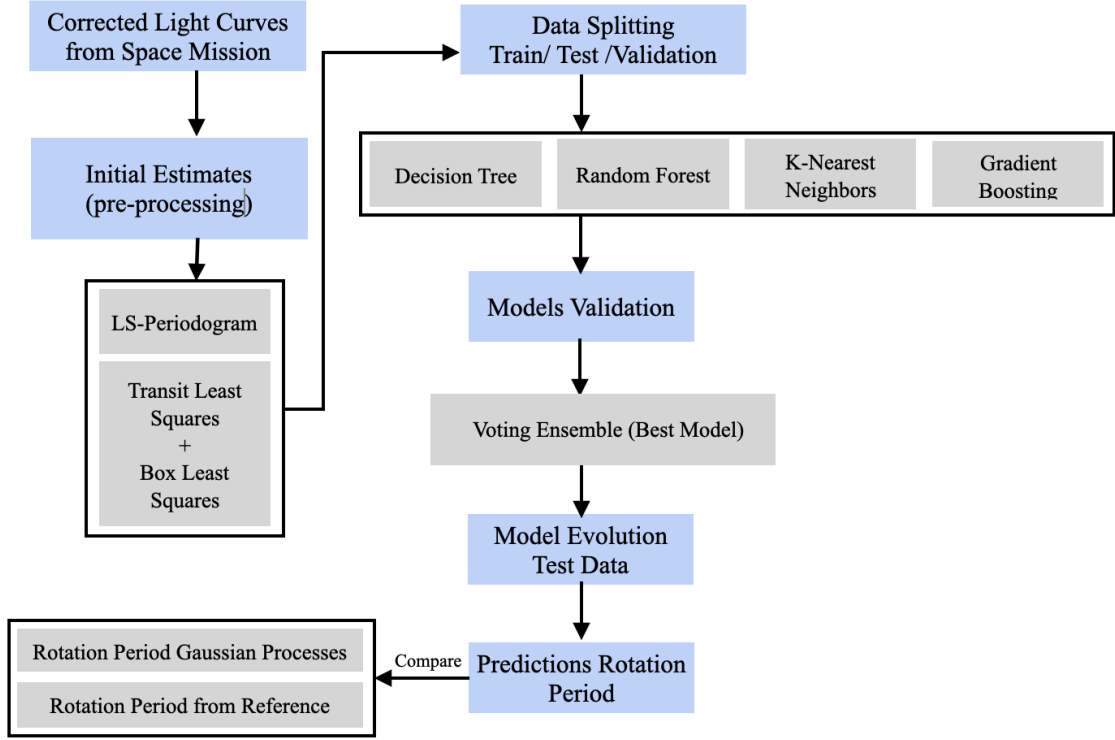 Corrected Light Curves
from Space Mission
Initial Estimates
(pre-processing)
LS-Periodogram
Transit Least
Squares
+
Box Least
Squares
Data Splitting
Train/ Test /Validation
Decision Tree
Random Forest
K-Nearest
Neighbors
Gradient
Boosting
Models Validation
Voting Ensemble (Best Model)
Model Evolution
Test Data
Predictions Rotation
Period
Compare
Rotation Period Gaussian Processes
Rotation Period from Reference